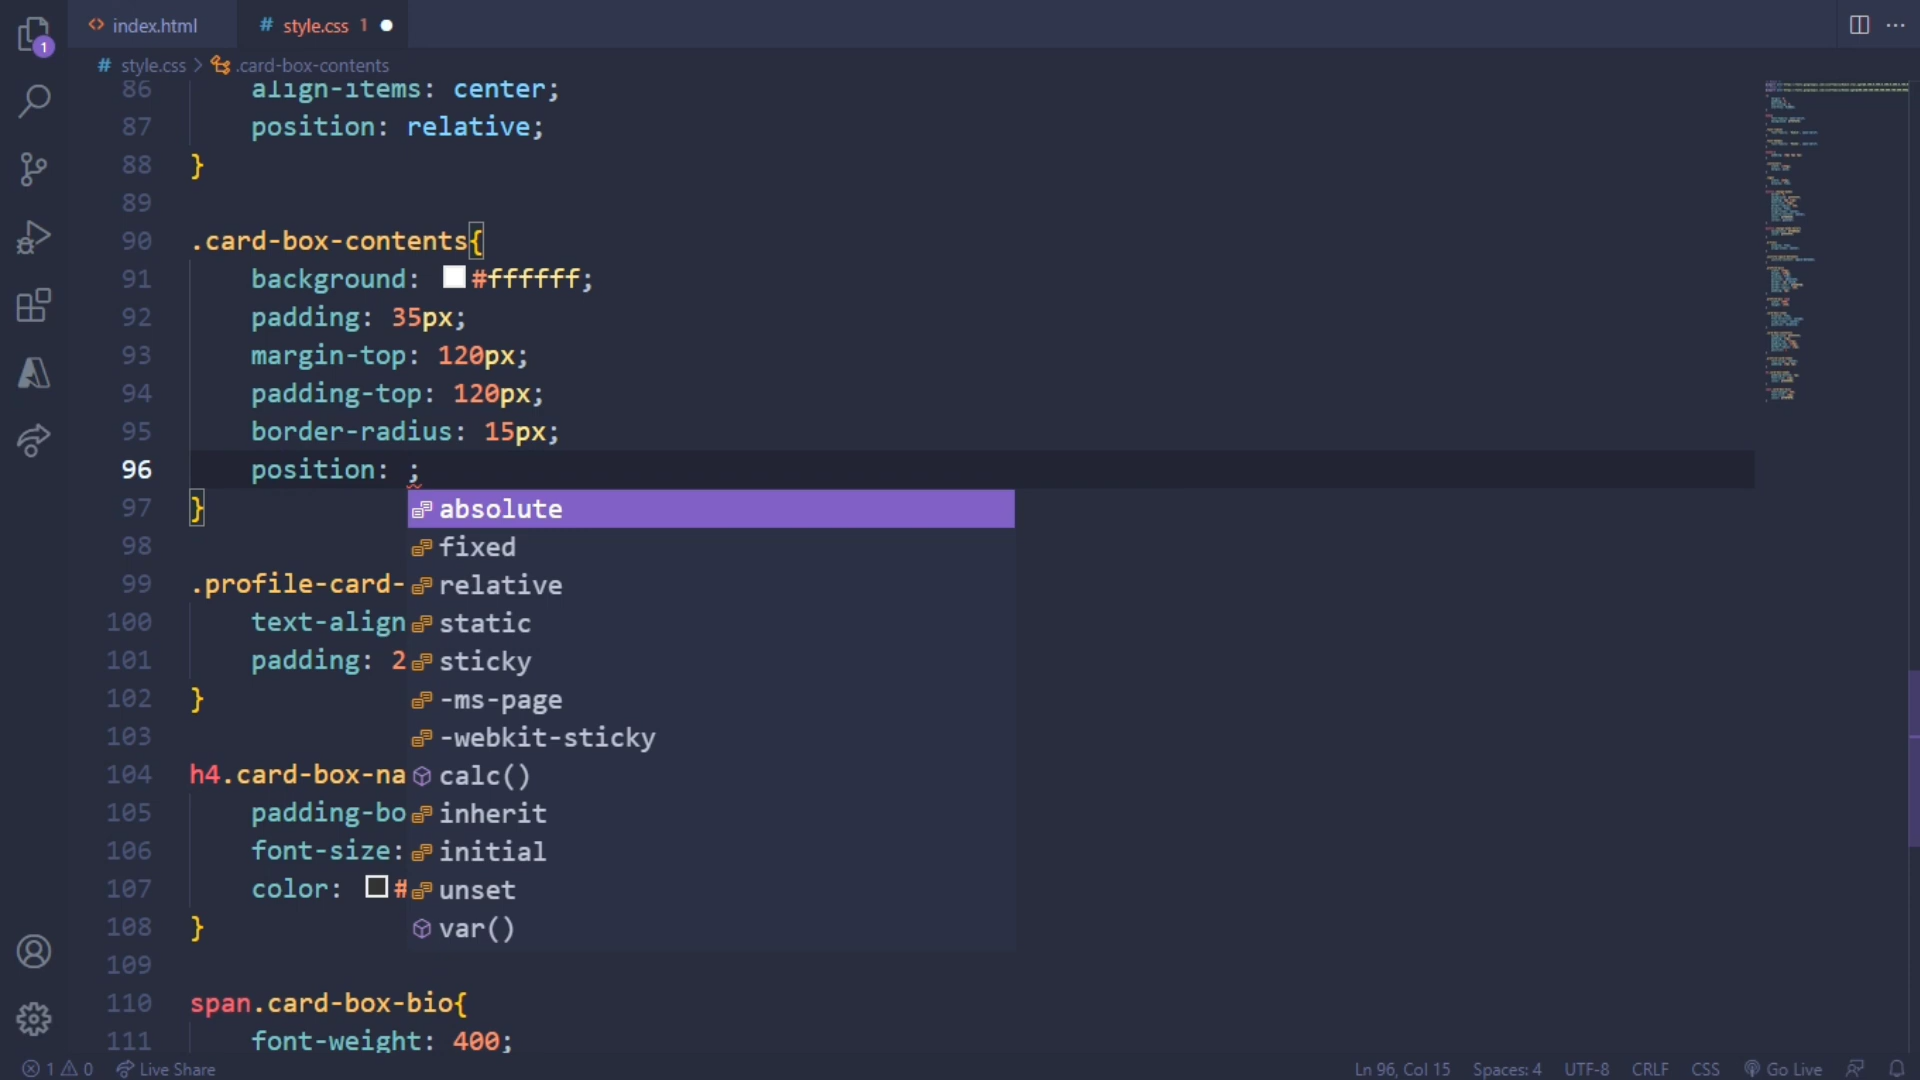 1
index.html
# style.css 1
# style.css > .card-box-contents
86 align-items: center;
87 position: relative;
88 }
89
90 .card-box-contents{
91 background: #ffffff;
92 padding: 35px;
93 margin-top: 120px;
94 padding-top: 120px;
95 border-radius: 15px;
96 position: ;
97 } absolute
98 fixed
99 .profile-card- relative
100 text-align static
101 padding: 2 sticky
102 } -ms-page
103 -webkit-sticky
104 h4.card-box-na calc()
105 padding-bo inherit
106 font-size: initial
107 color: # unset
108 } var()
109
110 span.card-box-bio{
111 font-weight: 400;
1 0 Live Share Ln 96, Col 15 Spaces: 4 UTF-8 CRLF CSS Go Live